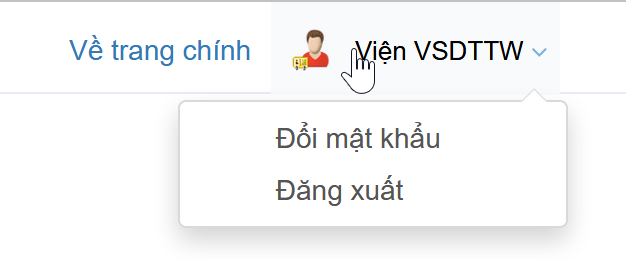 Về trang chính
Viện VSDTTW
Đổi mật khẩu
Đăng xuất